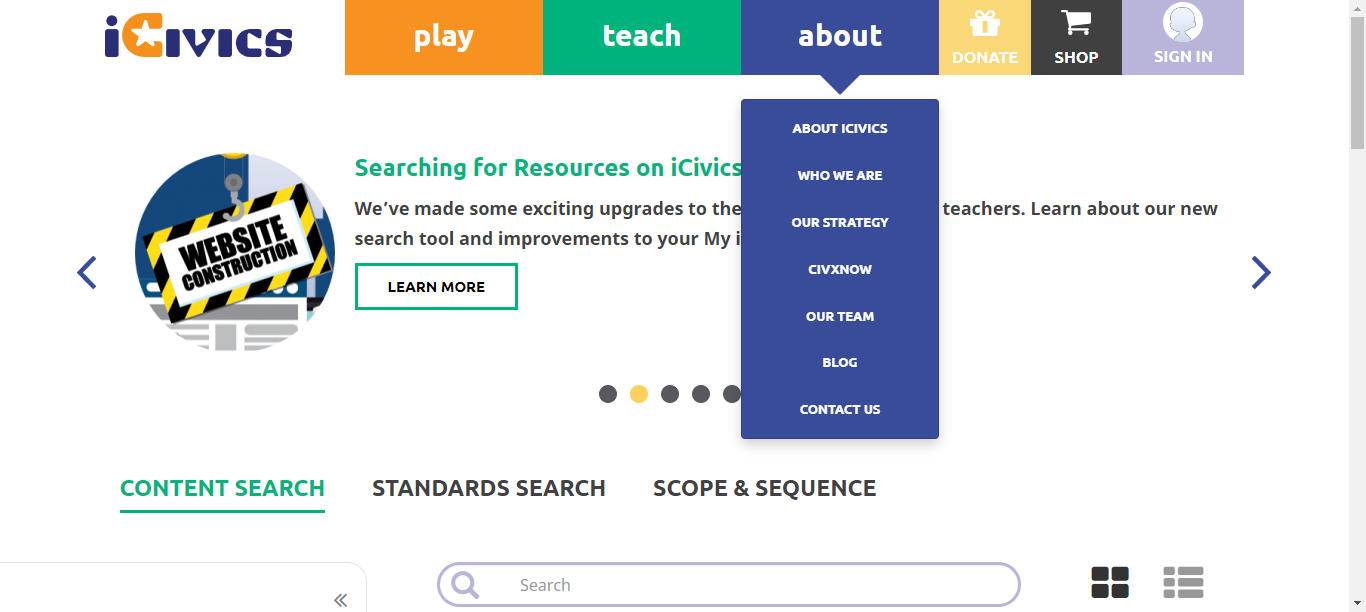 iCivics
play
teach
about
DONATE
SHOP
SIGN IN
ABOUT ICIVICS
WHO WE ARE
OUR STRATEGY
CIVXNOW
OUR TEAM
BLOG
CONTACT US
Searching for Resources on iCivics
We've made some exciting upgrades to the teachers. Learn about our new
search tool and improvements to your My i
LEARN MORE
WEBSITE
CONSTRUCTION
CONTENT SEARCH
STANDARDS SEARCH
SCOPE & SEQUENCE
Search